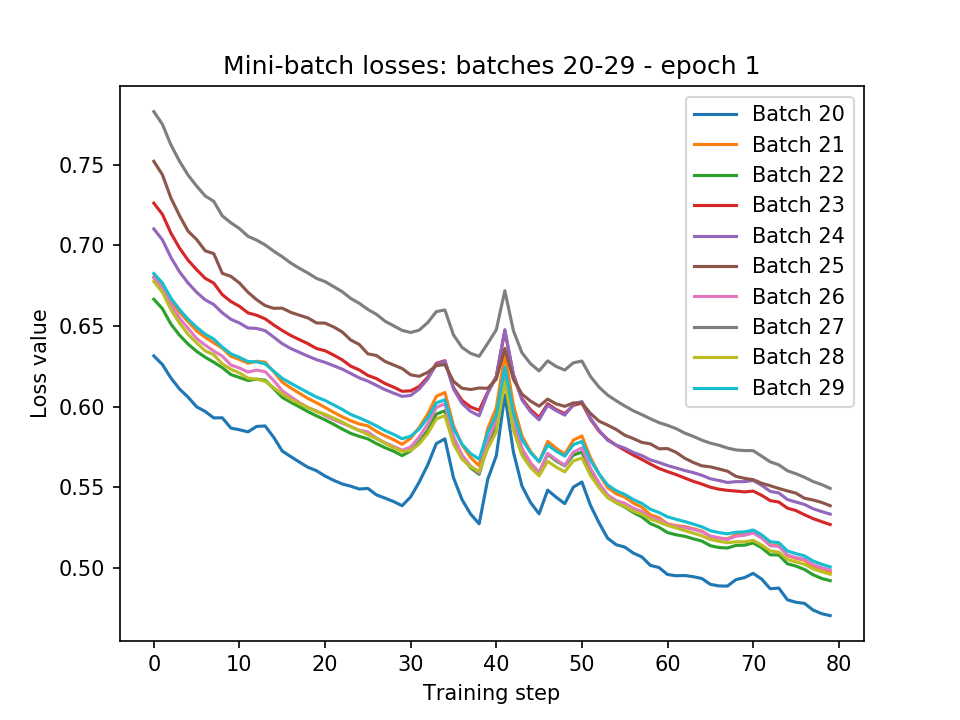 Mini-batch losses: batches 20-29 - epoch 1
Loss value
0.75
0.70
0.65
0.60
0.55
0.50
0 10 20 30 40 50 60 70 80
Training step
Batch 20
Batch 21
Batch 22
Batch 23
Batch 24
Batch 25
Batch 26
Batch 27
Batch 28
Batch 29